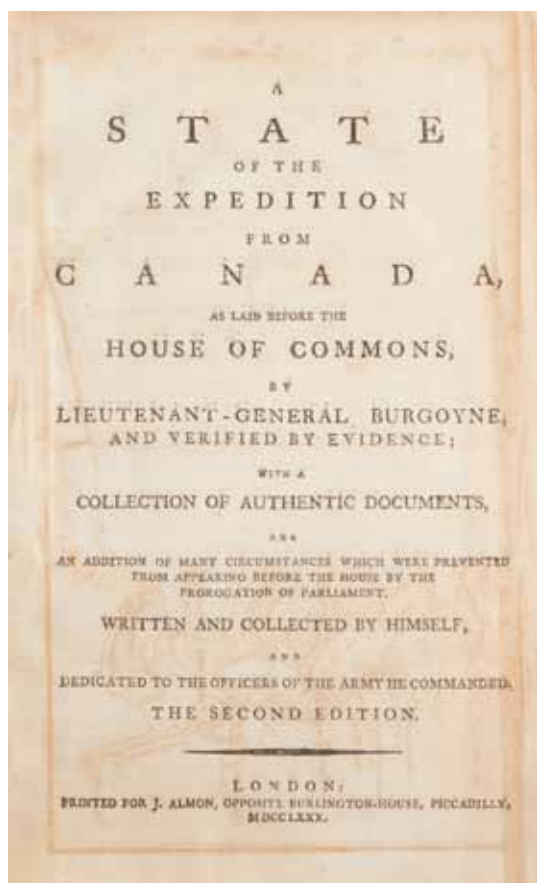 A
STATE
OF THE
EXPEDITION
FROM
CANADA,
AS LAID BEFORE THE
HOUSE OF COMMONS,
BY
LIEUTENANT-GENERAL BURGOYNE,
AND VERIFIED BY EVIDENCE;
WITH A
COLLECTION OF AUTHENTIC DOCUMENTS,
AND
AN ADDITION OF MANY CIRCUMSTANCES WHICH WERE PREVENTED
FROM APPEARING BEFORE THE HOUSE BY THE
PROROGATION OF PARLIAMENT.
WRITTEN AND COLLECTED BY HIMSELF,
AND
DEDICATED TO THE OFFICERS OF THE ARMY HE COMMANDED.
THE SECOND EDITION.
LONDON:
PRINTED FOR J. ALMON, OPPOSITE BURLINGTON-HOUSE, PICCADILLY,
MDCCLXXX.